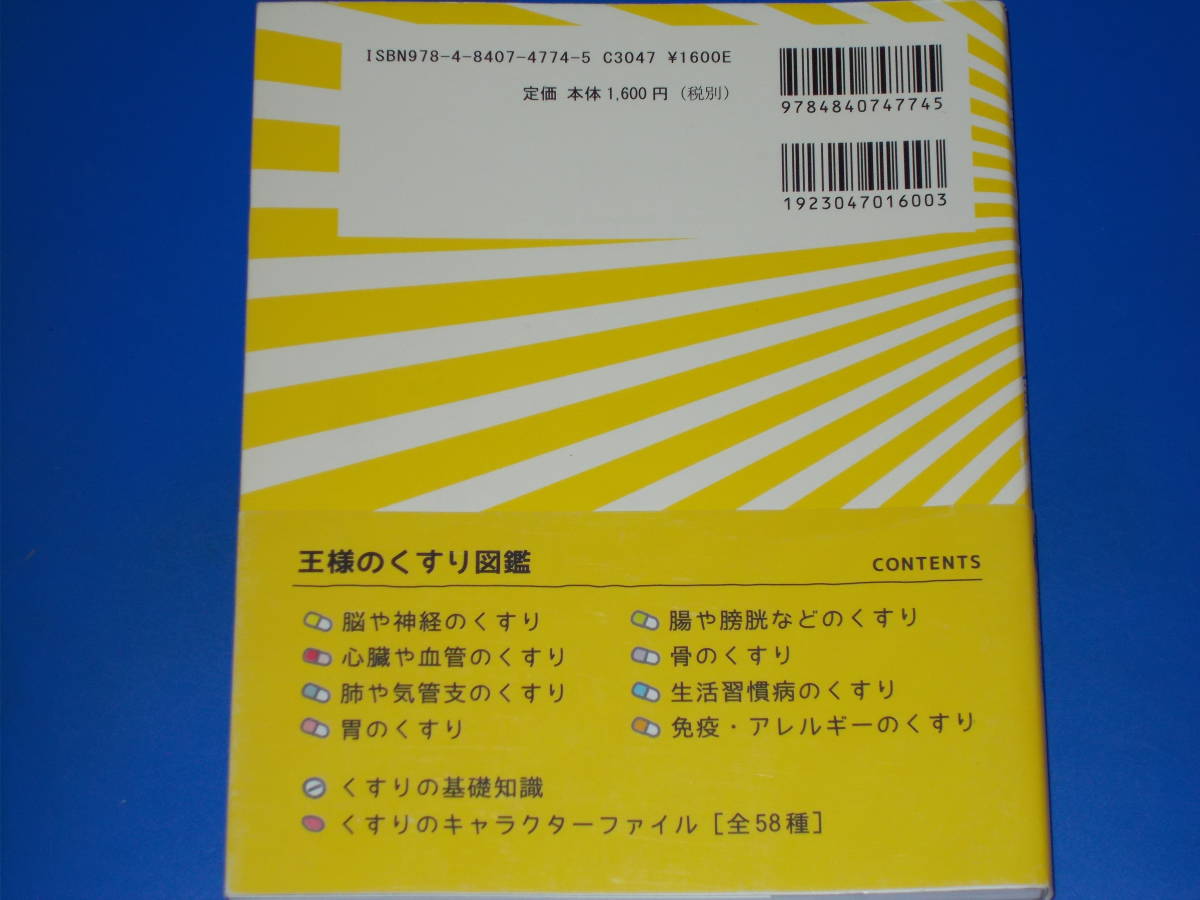 ISBN978-4-8407-4774-5 C3047 ¥1600E
定価 本体1,600円（税別）
9784840747745
1923047016003
王様のくすり図鑑
CONTENTS
脳や神経のくすり
心臓や血管のくすり
肺や気管支のくすり
胃のくすり
腸や膀胱などのくすり
骨のくすり
生活習慣病のくすり
免疫・アレルギーのくすり
くすりの基礎知識
くすりのキャラクターファイル［全58種］